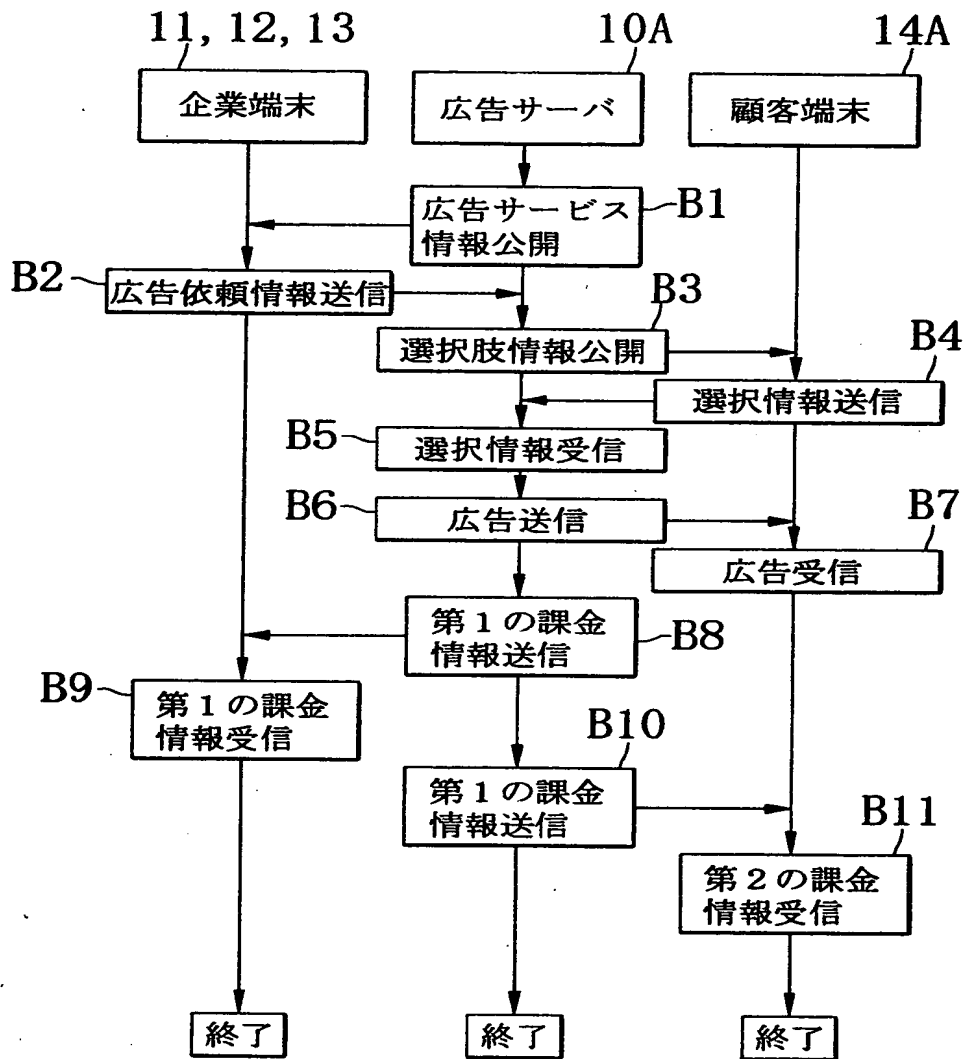 11, 12, 13
10A
14A
企業端末
広告サーバ
顧客端末
広告サービス
情報公開
B1
B2
広告依頼情報送信
B3
選択肢情報公開
B4
選択情報送信
B5
選択情報受信
B6
広告送信
B7
広告受信
第1の課金
情報送信
B8
B9
第1の課金
情報受信
B10
第1の課金
情報送信
B11
第2の課金
情報受信
終了
終了
終了